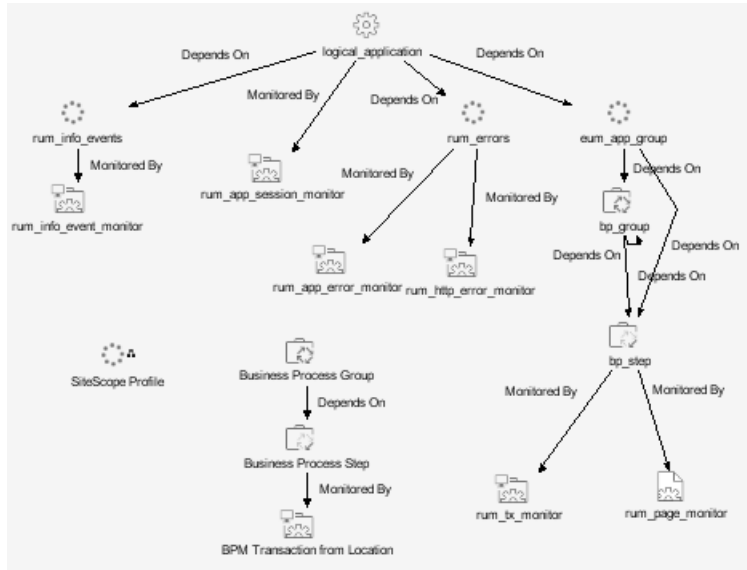 logical_application
Depends On
Depends On
Monitored By
Depends On
rum_info_events
rum_errors
eum_app_group
Monitored By
Monitored By
Depends On
rum_app_session_monitor
Monitored By
rum_info_event_monitor
bp_group
Depends On
Depends On
Depends On
rum_app_error_monitor
rum_http_error_monitor
bp_step
SiteScope Profile
Business Process Group
Monitored By
Monitored By
Depends On
Business Process Step
Monitored By
rum_tx_monitor
rum_page_monitor
BPM Transaction from Location